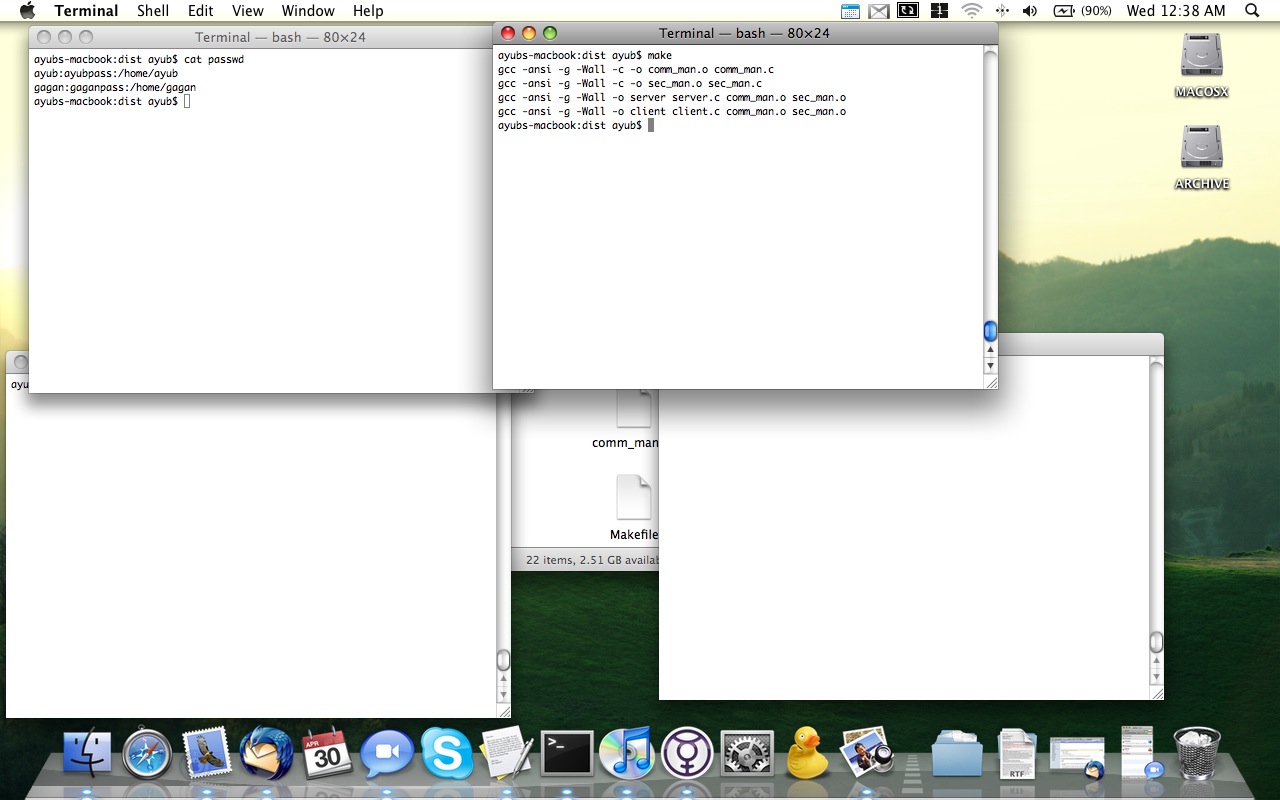 Terminal Shell Edit View Window Help (90%) Wed 12:38 AM
Terminal — bash — 80×24
ayubs-macbook:dist ayub$ cat passwd
ayub:ayubpass:/home/ayub
gagan:gaganpass:/home/gagan
ayubs-macbook:dist ayub$
Terminal — bash — 80×24
ayubs-macbook:dist ayub$ make
gcc -ansi -g -Wall -c -o comm_man.o comm_man.c
gcc -ansi -g -Wall -c -o sec_man.o sec_man.c
gcc -ansi -g -Wall -o server server.c comm_man.o sec_man.o
gcc -ansi -g -Wall -o client client.c comm_man.o sec_man.o
ayubs-macbook:dist ayub$
MACOSX
ARCHIVE
ayu
comm_man
Makefile
22 items, 2.51 GB availab
APR
30
>_
RTF